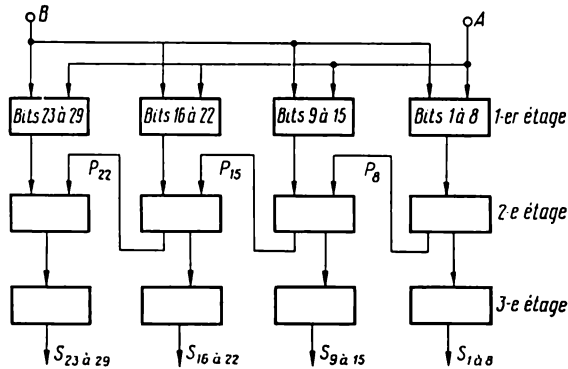 B
A
Bits 23 à 29 Bits 16 à 22 Bits 9 à 15 Bits 1 à 8 1-er étage
P22 P15 P8
2-e étage
3-e étage
S23 à 29 S16 à 22 S9 à 15 S1 à 8